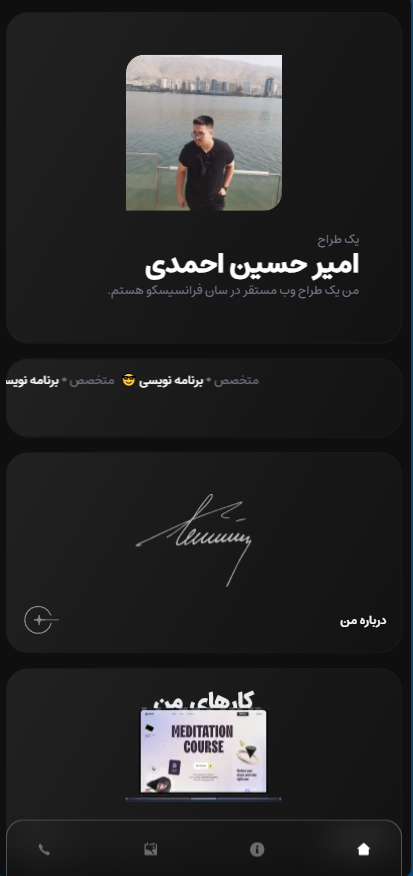 یک طراح
امیر حسین احمدی
من یک طراح وب مستقر در سان فرانسیسکو هستم.
متخصص * برنامه نویسی 😎 متخصص * برنامه نویس
درباره من
کارهای من
MEDITATION
COURSE